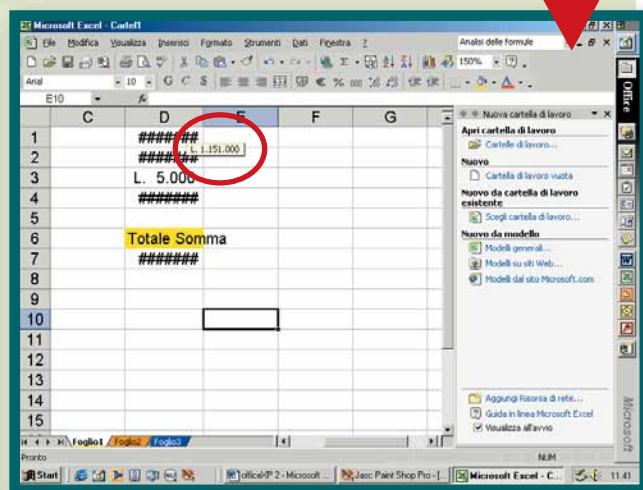 Microsoft Excel - Cartel1
File Modifica Visualizza Inserisci Formato Strumenti Dati Finestra ?
Analisi delle formule
150%
Arial 10 G C S
E10 fx
C D E F G
1 #######
2 #######
L. 1.151.000
3 L. 5.000
4 #######
5
6 Totale Somma
7 #######
8
9
10
11
12
13
14
15
Foglio1 Foglio2 Foglio3
Pronto
NUM
Nuova cartella di lavoro
Apri cartella di lavoro
Cartelle di lavoro...
Nuovo
Cartella di lavoro vuota
Nuovo da cartella di lavoro
esistente
Scegli cartella di lavoro...
Nuovo da modello
Modelli generali...
Modelli su siti Web...
Modelli dal sito Microsoft.com
Aggiungi Risorsa di rete...
Guida in linea Microsoft Excel
Visualizza all'avvio
Office
Microsoft
Start officeXP 2 - Microsoft ... Jasc Paint Shop Pro - [ Microsoft Excel - C... 11.41